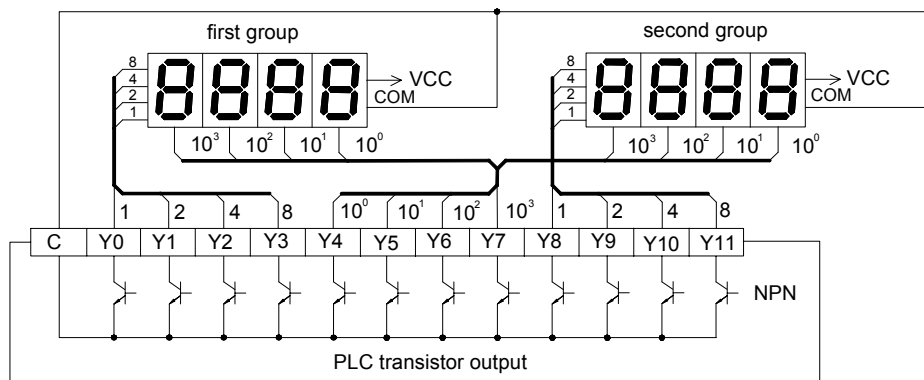 first group
second group
8
4
2
1
8888
VCC
COM
10³ 10² 10¹ 10⁰
8
4
2
1
8888
VCC
COM
10³ 10² 10¹ 10⁰
1 2 4 8 10⁰ 10¹ 10² 10³ 1 2 4 8
C Y0 Y1 Y2 Y3 Y4 Y5 Y6 Y7 Y8 Y9 Y10 Y11
NPN
PLC transistor output